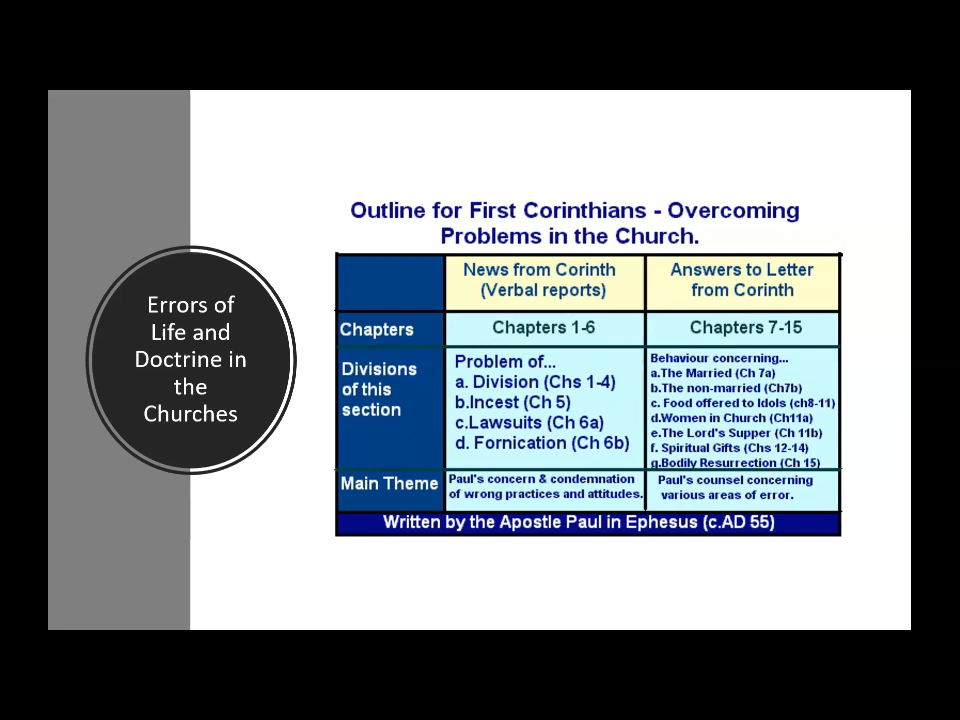 Errors of
Life and
Doctrine in
the
Churches
Outline for First Corinthians - Overcoming
Problems in the Church.
News from Corinth
(Verbal reports)
Answers to Letter
from Corinth
Chapters
Chapters 1-6
Chapters 7-15
Divisions
of this
section
Problem of...
a. Division (Chs 1-4)
b.Incest (Ch 5)
c.Lawsuits (Ch 6a)
d. Fornication (Ch 6b)
Behaviour concerning...
a.The Married (Ch 7a)
b.The non-married (Ch7b)
c. Food offered to Idols (ch8-11)
d.Women in Church (Ch11a)
e.The Lord's Supper (Ch 11b)
f. Spiritual Gifts (Chs 12-14)
g.Bodily Resurrection (Ch 15)
Main Theme
Paul's concern & condemnation
of wrong practices and attitudes.
Paul's counsel concerning
various areas of error.
Written by the Apostle Paul in Ephesus (c.AD 55)